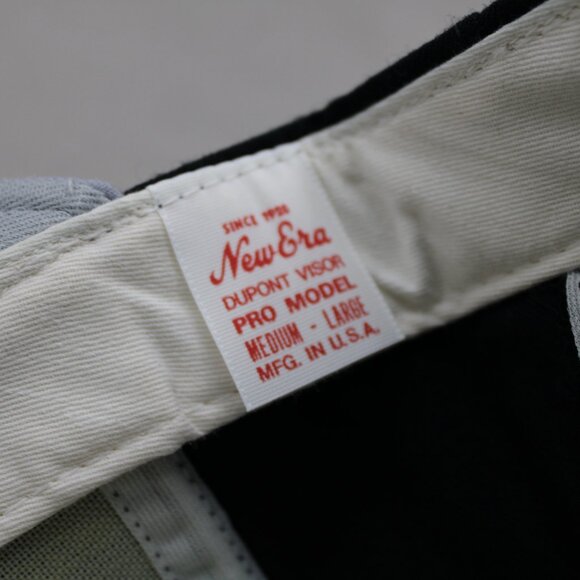 SINCE 1920
New Era
DUPONT VISOR
PRO MODEL
MEDIUM - LARGE
MFG. IN U.S.A.